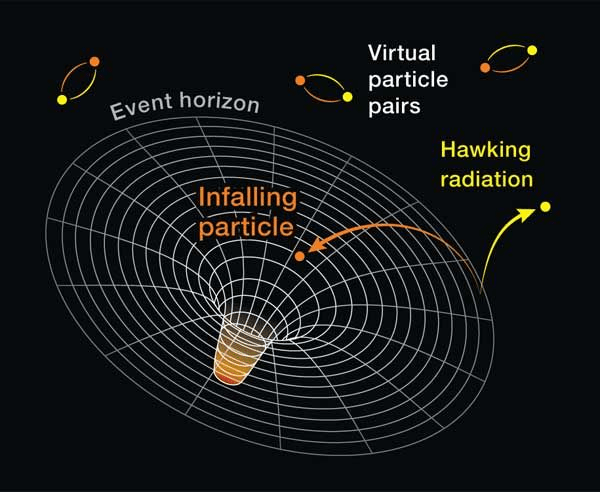 Virtual
particle
pairs
Event horizon
Hawking
radiation
Infalling
particle